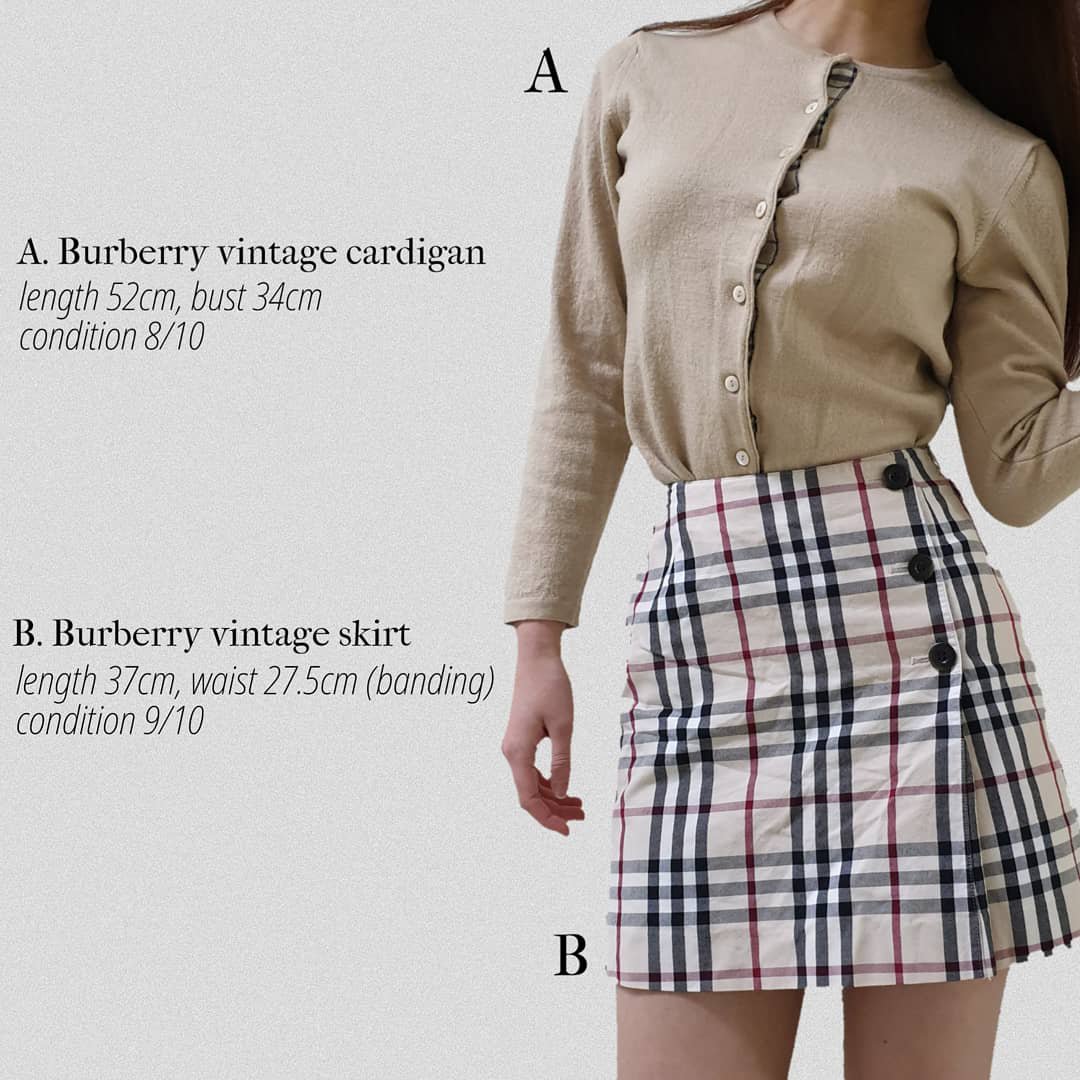 A
A. Burberry vintage cardigan
length 52cm, bust 34cm
condition 8/10
B. Burberry vintage skirt
length 37cm, waist 27.5cm (banding)
condition 9/10
B